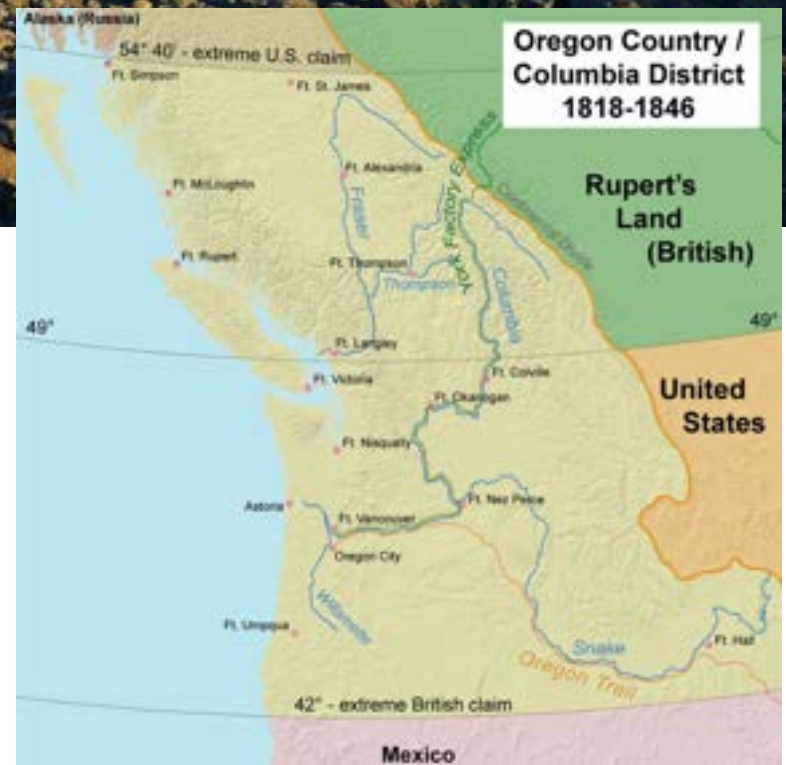 Alaska (Russia)
54° 40' - extreme U.S. claim
Oregon Country /
Columbia District
1818-1846
Ft. Simpson
Ft. St. James
Ft. Alexandria
York Factory Express
Rupert's
Land
(British)
Ft. McLoughlin
Fraser
Continental Divide
Ft. Rupert
Ft. Thompson
Thompson
Columbia
49°
49°
Ft. Langley
Ft. Victoria
Ft. Colville
Ft. Okanogan
United
States
Ft. Nisqually
Astoria
Ft. Nez Perce
Ft. Vancouver
Oregon City
Ft. Umpqua
Willamette
Snake
Ft. Hall
Oregon Trail
42° - extreme British claim
Mexico